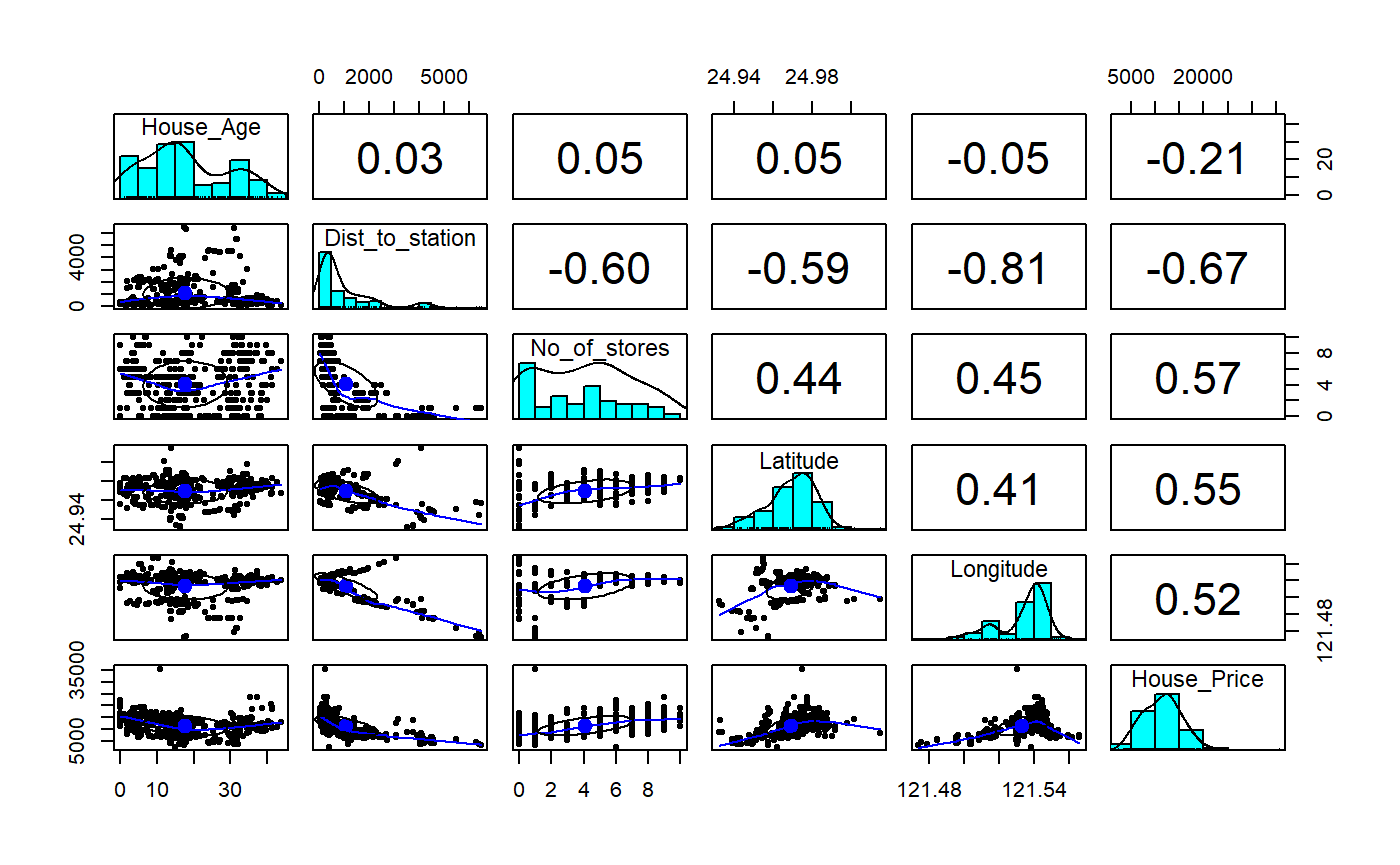 0 2000 5000 24.94 24.98 5000 20000
House_Age 0.03 0.05 0.05 -0.05 -0.21 0 20
0 4000 Dist_to_station -0.60 -0.59 -0.81 -0.67
No_of_stores 0.44 0.45 0.57 0 4 8
24.94 Latitude 0.41 0.55
Longitude 0.52 121.48
5000 35000 House_Price
0 10 30 0 2 4 6 8 121.48 121.54